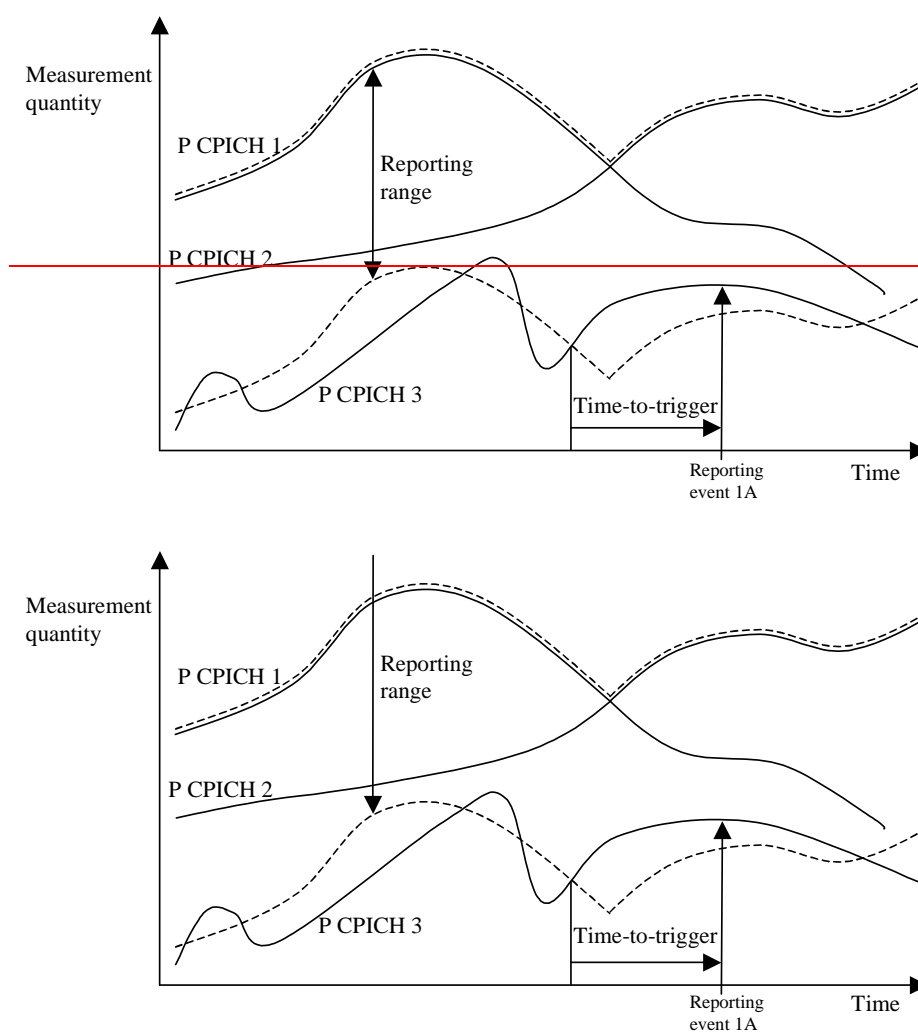 Measurement
quantity
P CPICH 1
Reporting
range
P CPICH 2
P CPICH 3
Time-to-trigger
Reporting
event 1A
Time
Measurement
quantity
P CPICH 1
Reporting
range
P CPICH 2
P CPICH 3
Time-to-trigger
Reporting
event 1A
Time